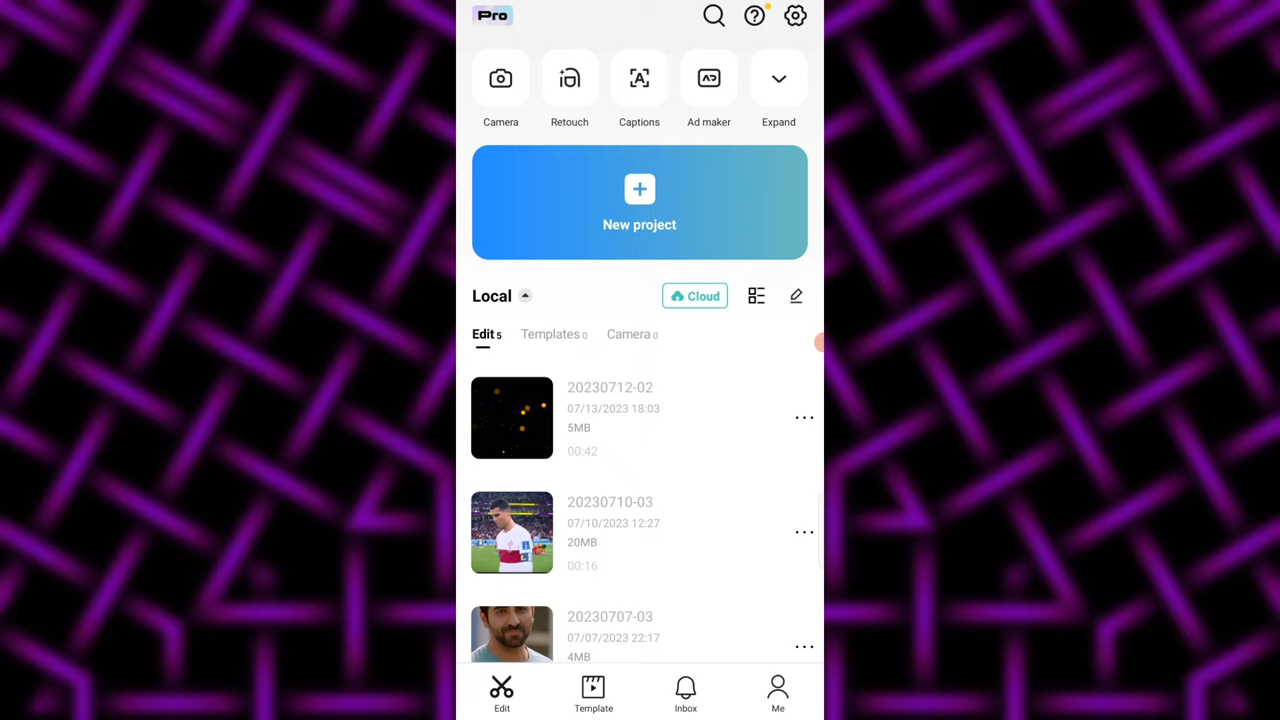 Pro
Camera
Retouch
Captions
Ad maker
Expand
New project
Local
Cloud
Edit 5
Templates 0
Camera 0
20230712-02
07/13/2023 18:03
5MB
00:42
20230710-03
07/10/2023 12:27
20MB
00:16
20230707-03
07/07/2023 22:17
4MB
Edit
Template
Inbox
Me